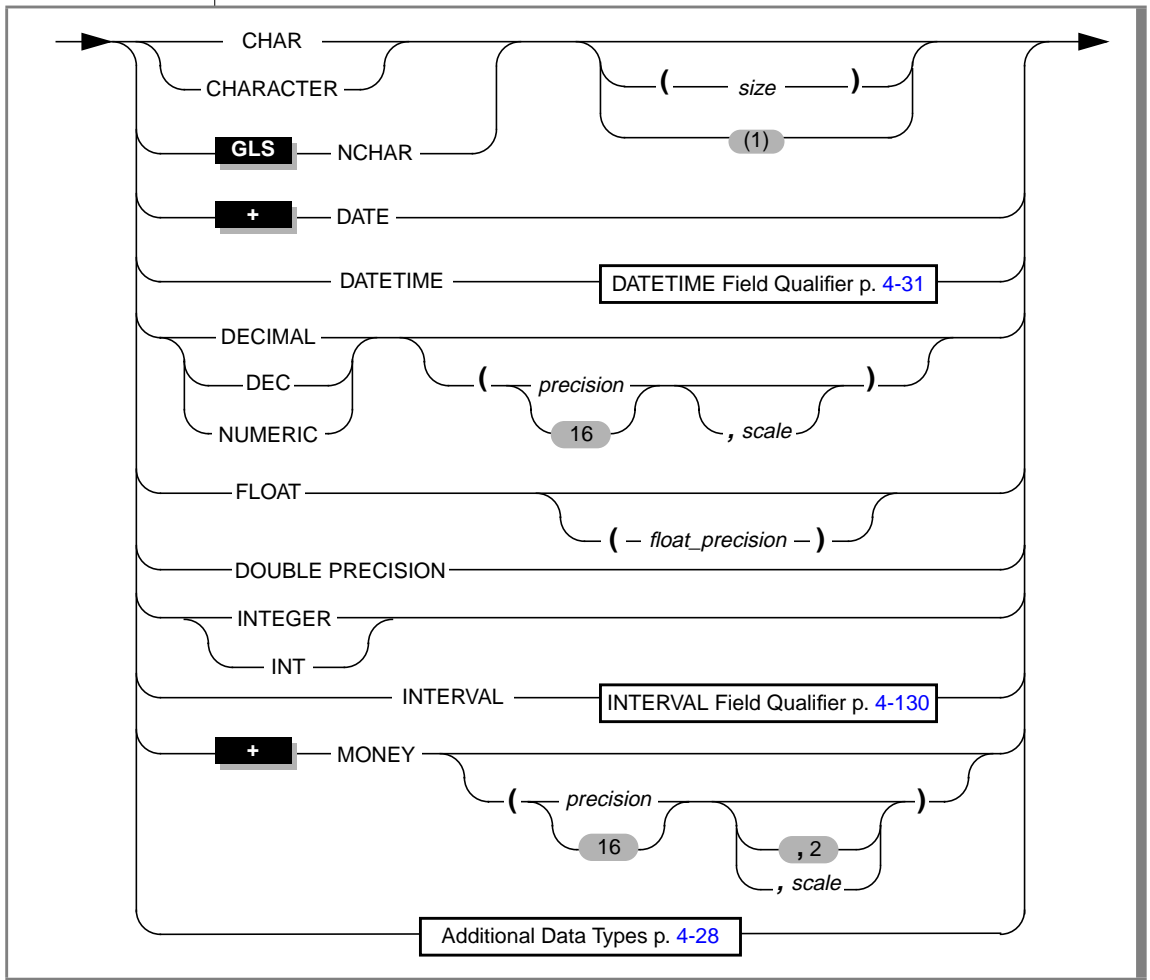 CHAR
CHARACTER
( size )
(1)
GLS NCHAR
+ DATE
DATETIME DATETIME Field Qualifier p. 4-31
DECIMAL
DEC
NUMERIC
( precision )
16
, scale
FLOAT
( float_precision )
DOUBLE PRECISION
INTEGER
INT
INTERVAL INTERVAL Field Qualifier p. 4-130
+ MONEY
( precision )
16
, 2
, scale
Additional Data Types p. 4-28